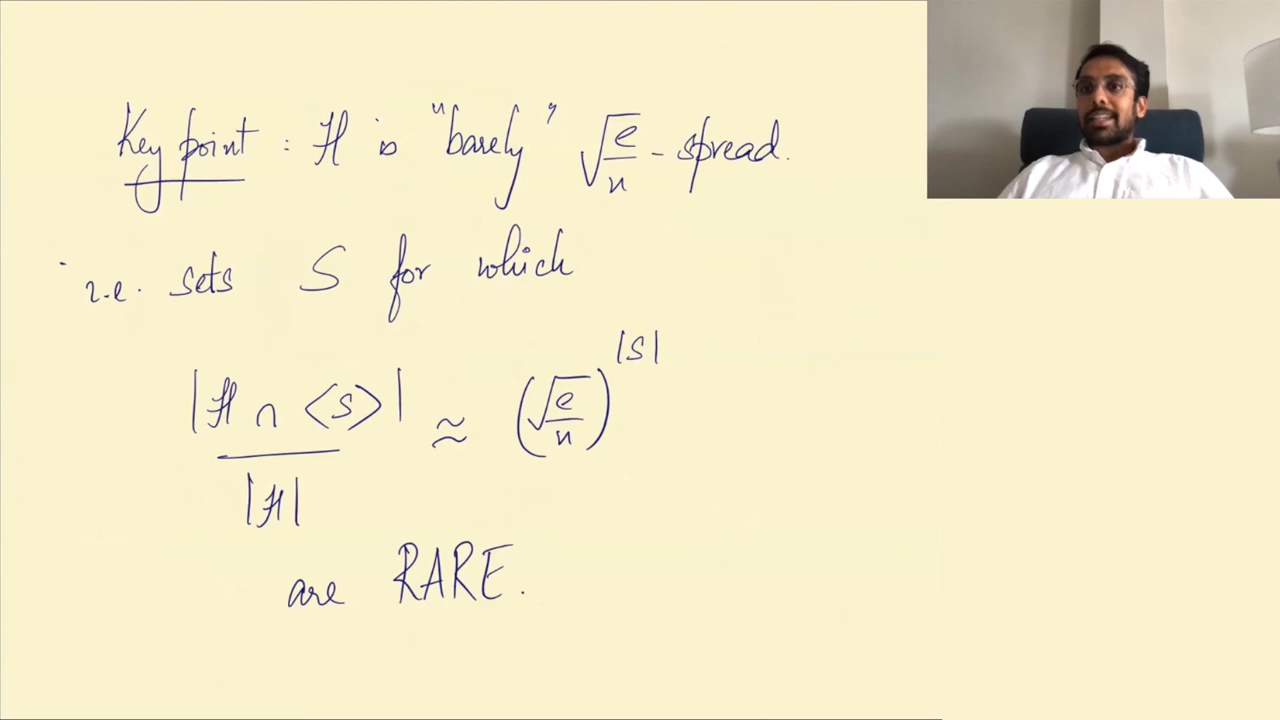 Key point : ℋ is "barely" √(e/n) - spread.
i.e. sets S for which
|ℋ ∩ ⟨S⟩| / |ℋ| ≈ (√(e/n))^|S|
are RARE.